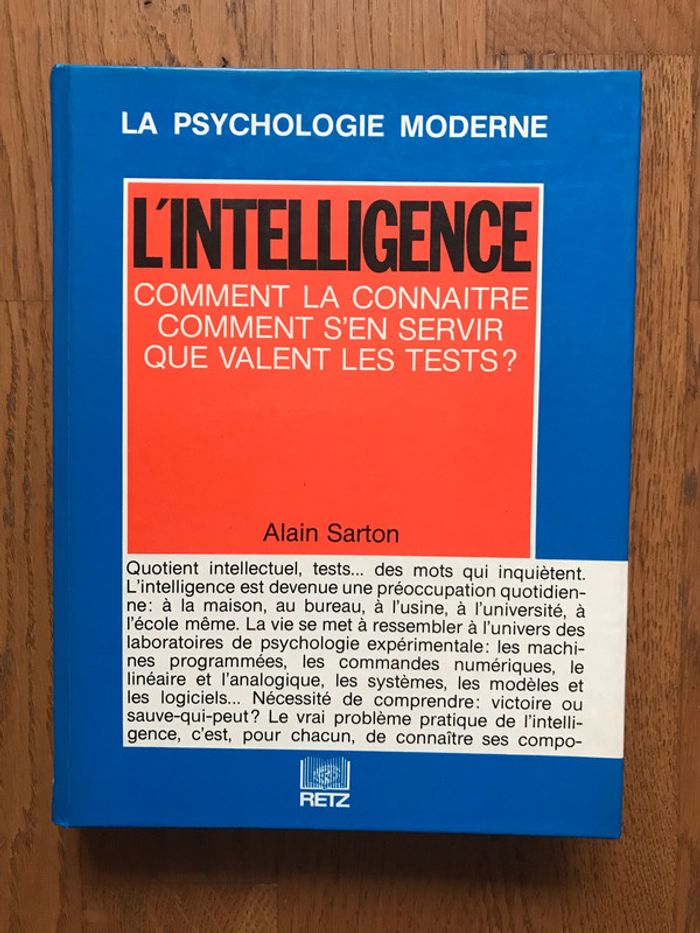 LA PSYCHOLOGIE MODERNE
L'INTELLIGENCE
COMMENT LA CONNAITRE
COMMENT S'EN SERVIR
QUE VALENT LES TESTS?
Alain Sarton
Quotient intellectuel, tests... des mots qui inquiètent.
L'intelligence est devenue une préoccupation quotidien-
ne: à la maison, au bureau, à l'usine, à l'université, à
l'école même. La vie se met à ressembler à l'univers des
laboratoires de psychologie expérimentale: les machi-
nes programmées, les commandes numériques, le
linéaire et l'analogique, les systèmes, les modèles et
les logiciels... Nécessité de comprendre: victoire ou
sauve-qui-peut? Le vrai problème pratique de l'intelli-
gence, c'est, pour chacun, de connaître ses compo-
RETZ